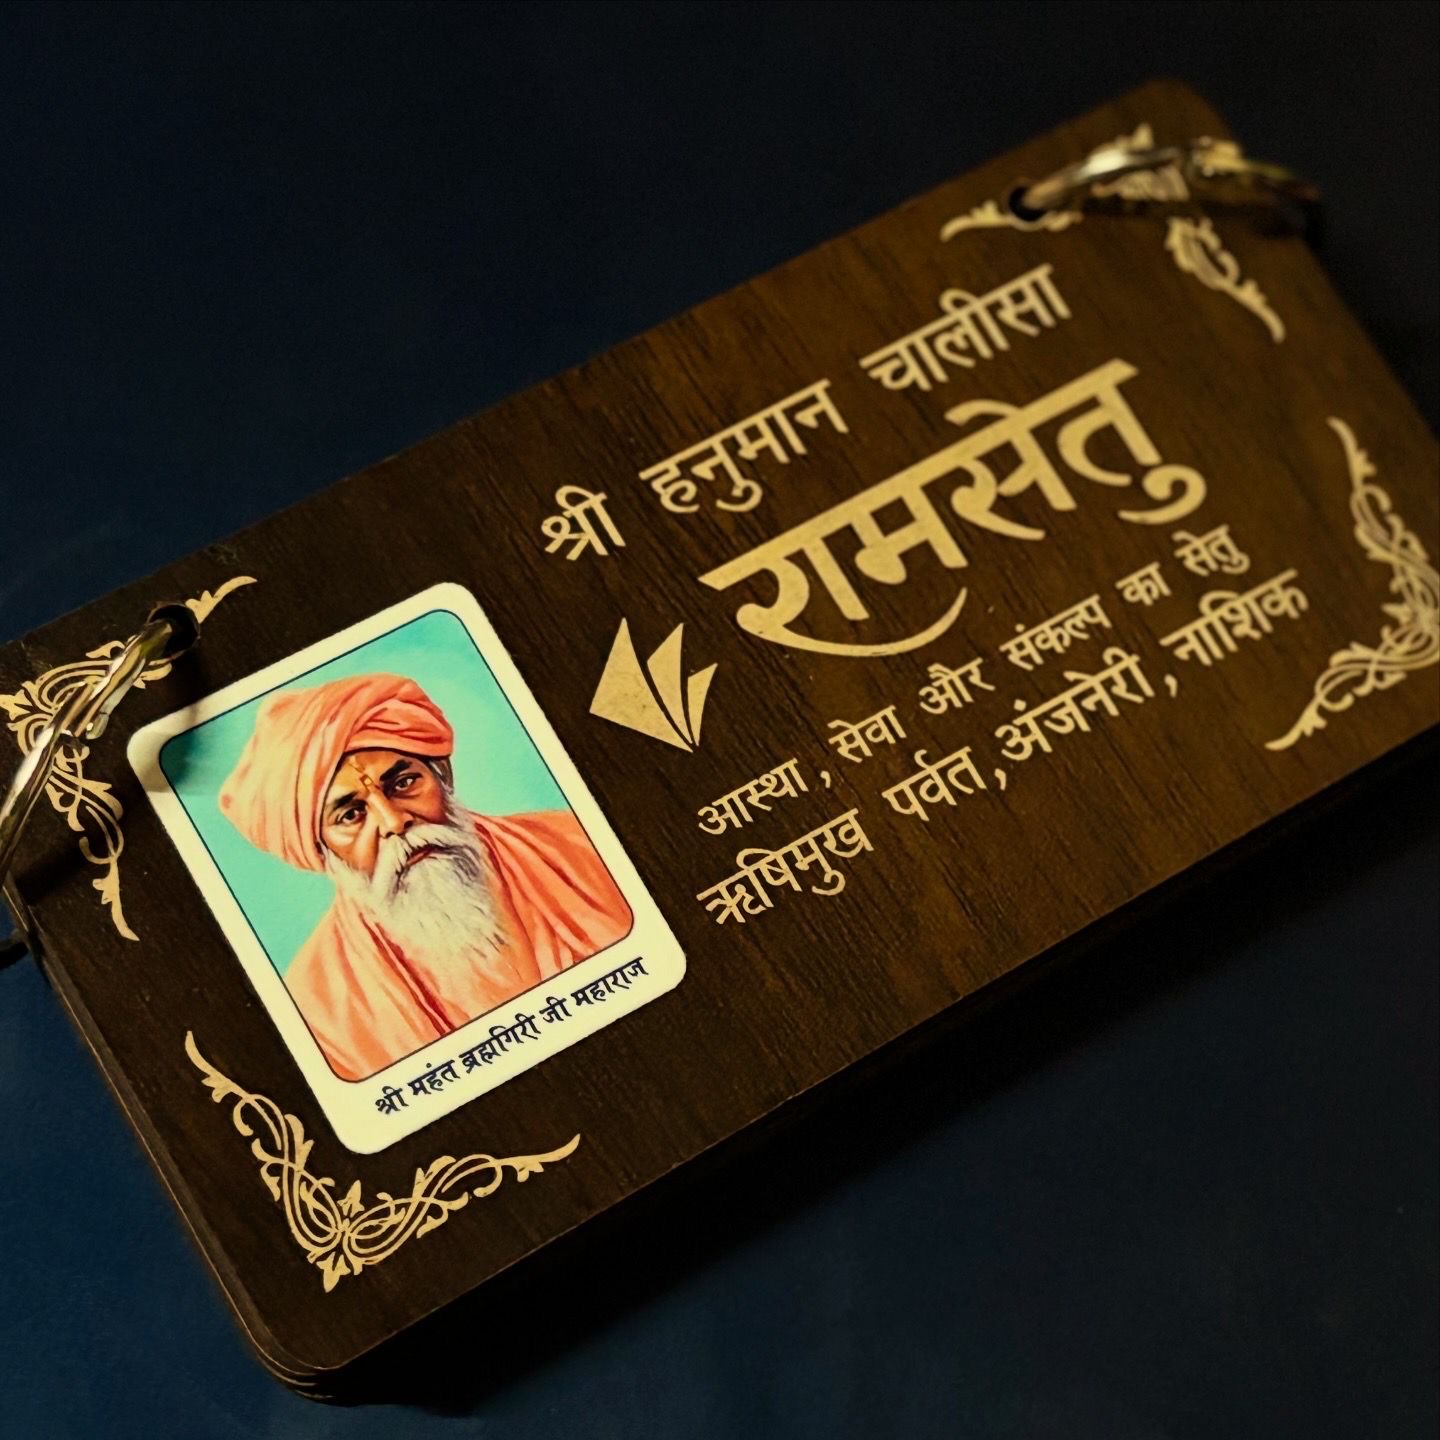 श्री हनुमान चालीसा
रामसेतु
आस्था, सेवा और संकल्प का सेतु
ऋषिमुख पर्वत, अंजनेरी, नाशिक
श्री महंत ब्रह्मगिरी जी महाराज